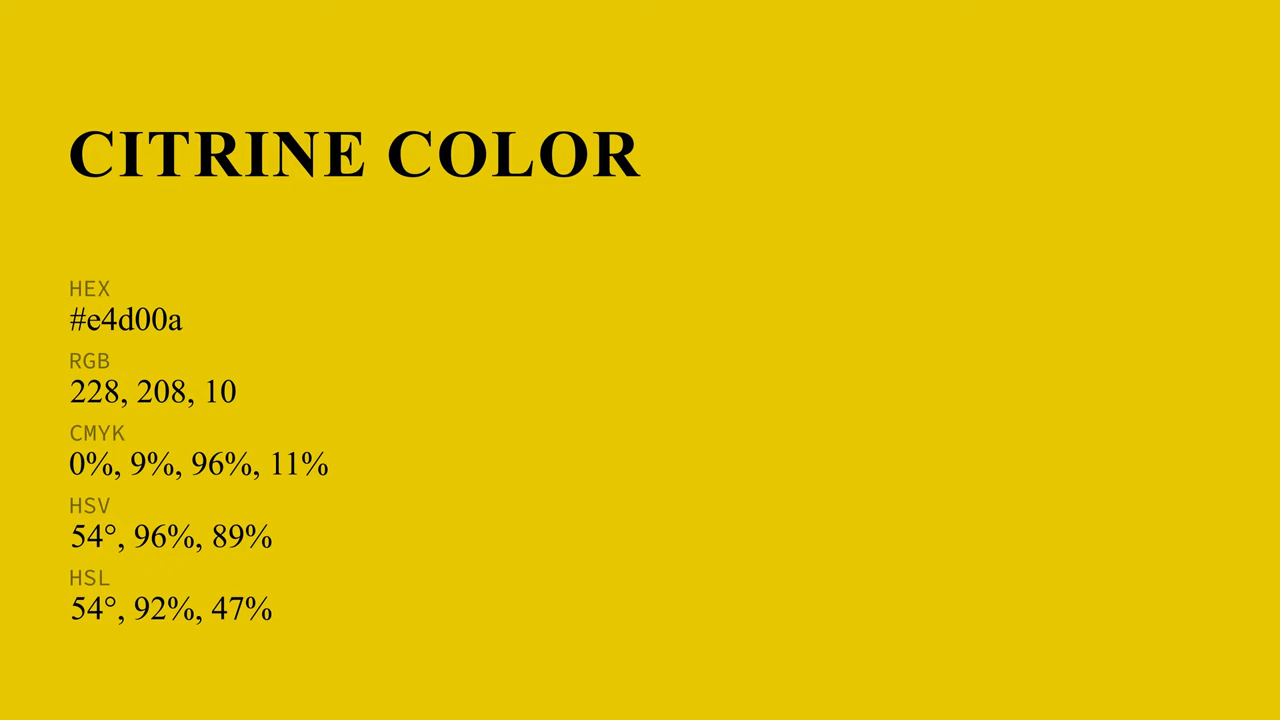 CITRINE COLOR
HEX
#e4d00a
RGB
228, 208, 10
CMYK
0%, 9%, 96%, 11%
HSV
54°, 96%, 89%
HSL
54°, 92%, 47%